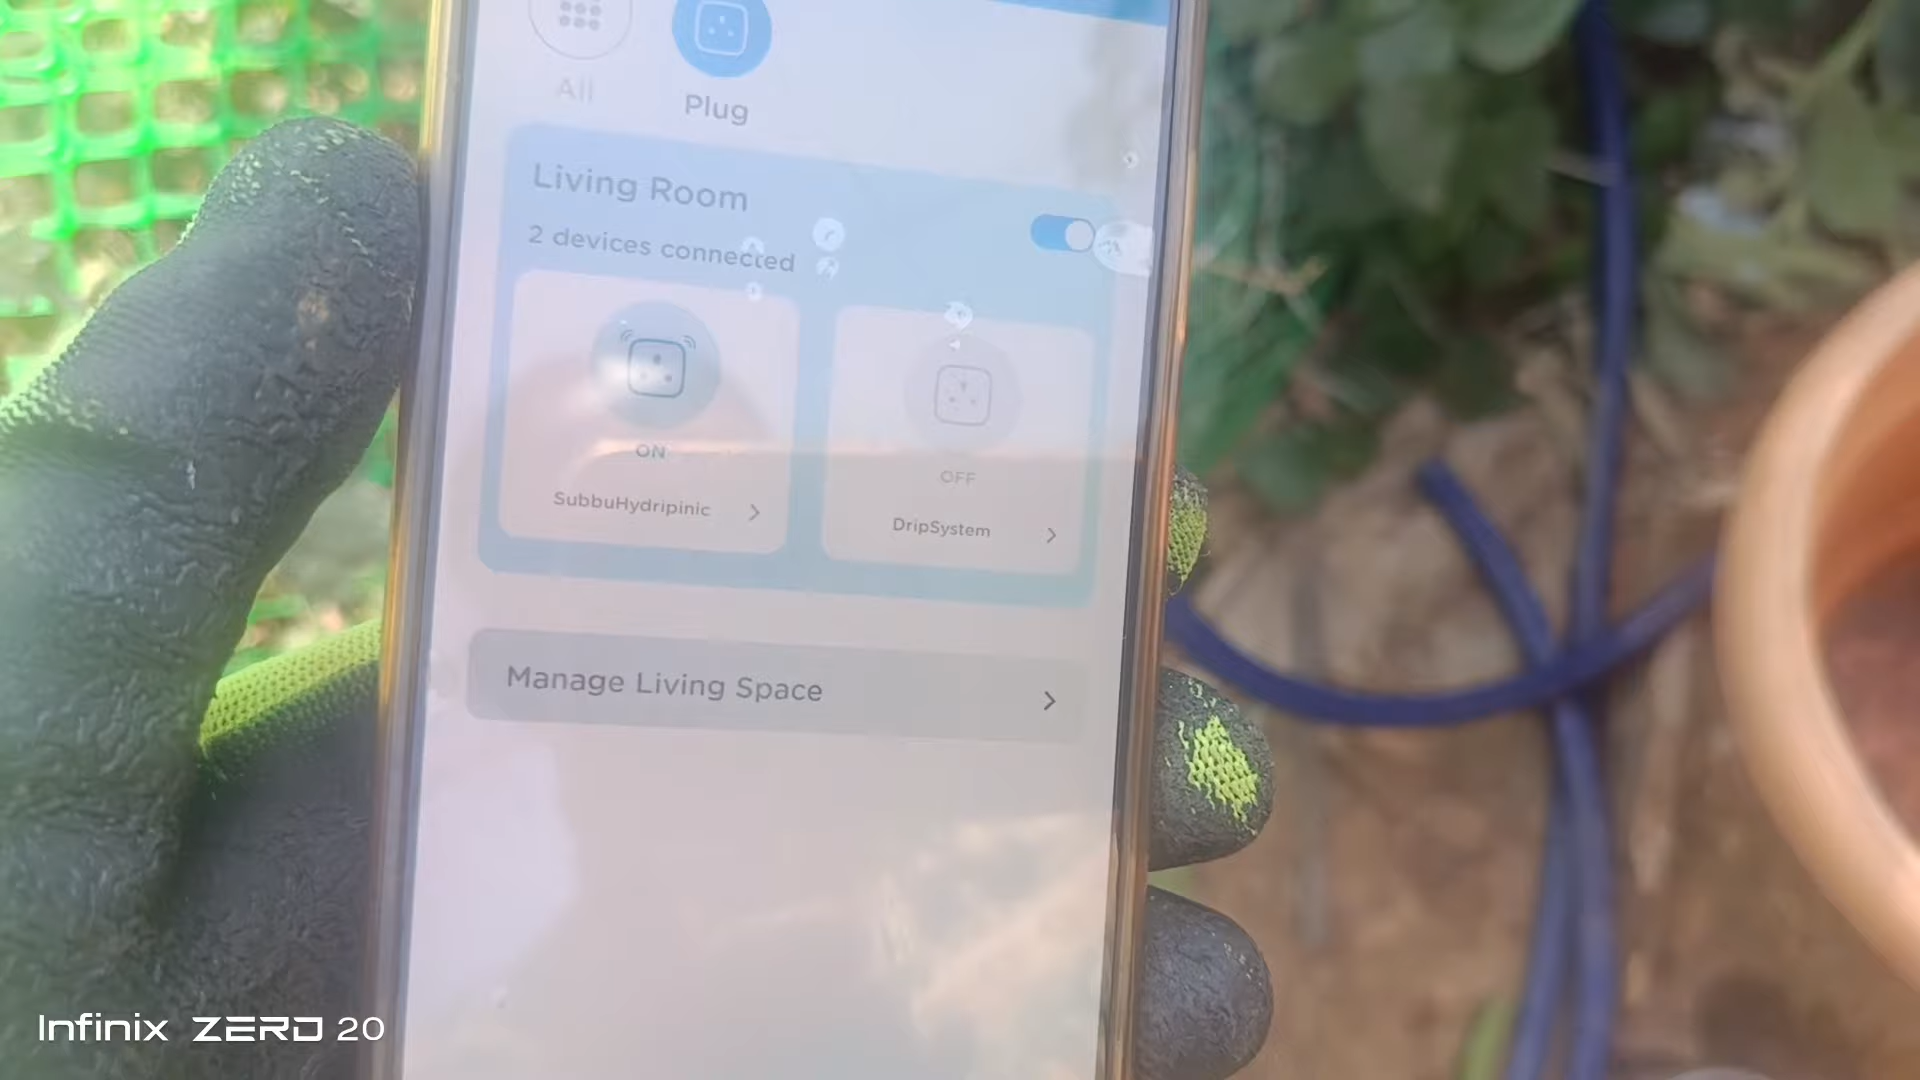 All
Plug
Living Room
2 devices connected
ON
OFF
SubbuHydripinic
DripSystem
Manage Living Space
Infinix ZERO 20